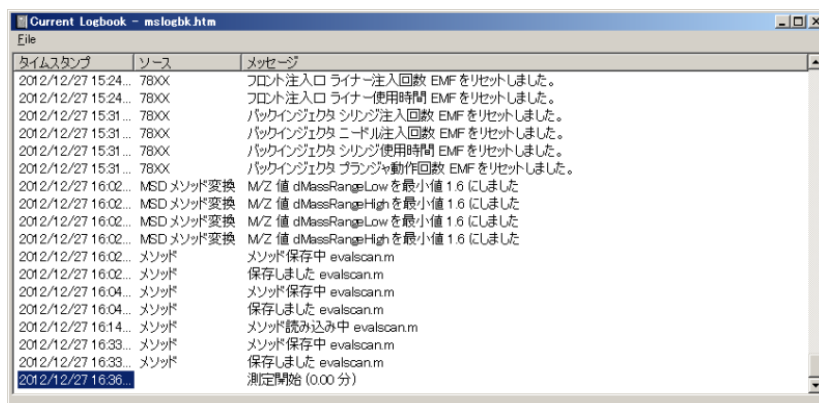 Current Logbook - mslogbk.htm
File
タイムスタンプ ソース メッセージ
2012/12/27 15:24... 78XX フロント注入口 ライナー注入回数 EMF をリセットしました。
2012/12/27 15:24... 78XX フロント注入口 ライナー使用時間 EMF をリセットしました。
2012/12/27 15:31... 78XX バックインジェクタ シリンジ注入回数 EMF をリセットしました。
2012/12/27 15:31... 78XX バックインジェクタ ニードル注入回数 EMF をリセットしました。
2012/12/27 15:31... 78XX バックインジェクタ シリンジ使用時間 EMF をリセットしました。
2012/12/27 15:31... 78XX バックインジェクタ プランジャ動作回数 EMF をリセットしました。
2012/12/27 16:02... MSD メソッド変換 M/Z 値 dMassRangeLow を最小値 1.6 にしました
2012/12/27 16:02... MSD メソッド変換 M/Z 値 dMassRangeHigh を最小値 1.6 にしました
2012/12/27 16:02... MSD メソッド変換 M/Z 値 dMassRangeLow を最小値 1.6 にしました
2012/12/27 16:02... MSD メソッド変換 M/Z 値 dMassRangeHigh を最小値 1.6 にしました
2012/12/27 16:02... メソッド メソッド保存中 evalscan.m
2012/12/27 16:02... メソッド 保存しました evalscan.m
2012/12/27 16:04... メソッド メソッド保存中 evalscan.m
2012/12/27 16:04... メソッド 保存しました evalscan.m
2012/12/27 16:14... メソッド メソッド読み込み中 evalscan.m
2012/12/27 16:33... メソッド メソッド保存中 evalscan.m
2012/12/27 16:33... メソッド 保存しました evalscan.m
2012/12/27 16:36... 測定開始 (0.00 分)